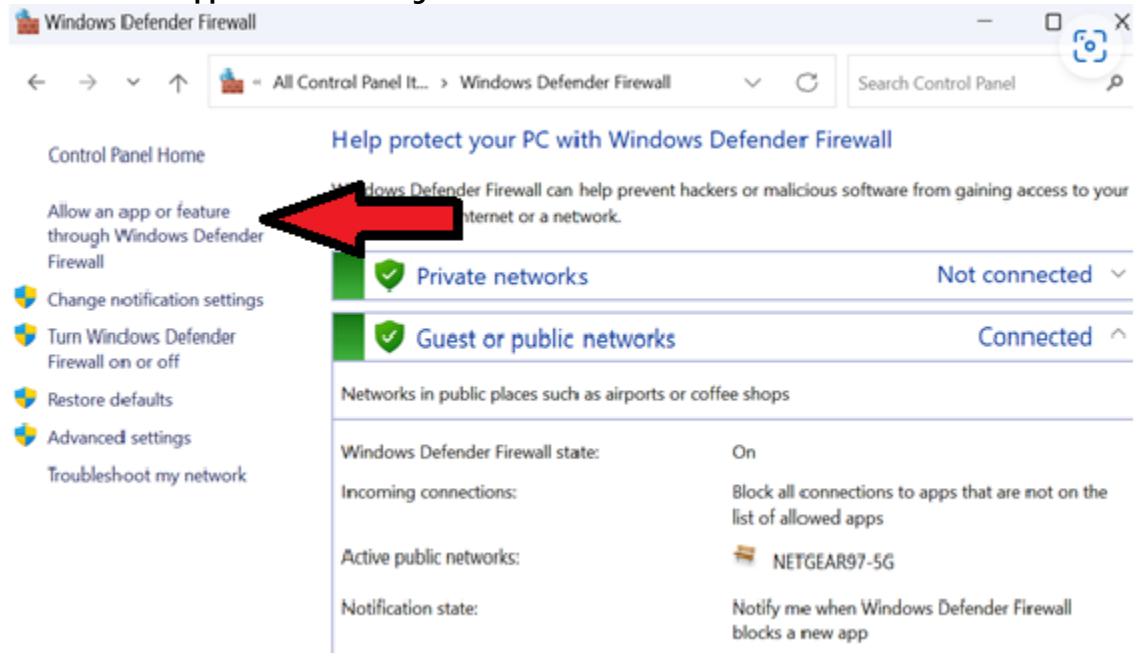 Windows Defender Firewall
All Control Panel It... > Windows Defender Firewall
Search Control Panel
Control Panel Home
Allow an app or feature
through Windows Defender
Firewall
Change notification settings
Turn Windows Defender
Firewall on or off
Restore defaults
Advanced settings
Troubleshoot my network
Help protect your PC with Windows Defender Firewall
Defender Firewall can help prevent hackers or malicious software from gaining access to your
or a network.
Private networks Not connected
Guest or public networks Connected
Networks in public places such as airports or coffee shops
Windows Defender Firewall state: On
Incoming connections: Block all connections to apps that are not on the
list of allowed apps
Active public networks: NETGEAR97-5G
Notification state: Notify me when Windows Defender Firewall
blocks a new app